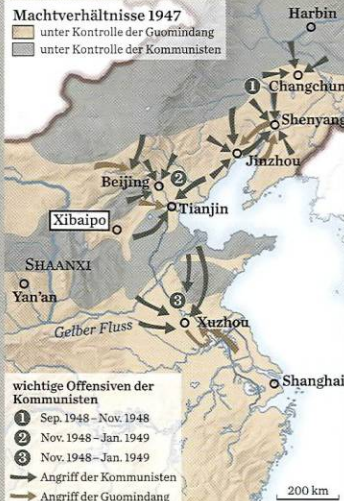 Machtverhältnisse 1947
unter Kontrolle der Guomindang
unter Kontrolle der Kommunisten
Harbin
1
Changchun
Shenyang
Jinzhou
Beijing
2
Tianjin
Xibaipo
SHAANXI
Yan'an
3
Xuzhou
Gelber Fluss
Shanghai
wichtige Offensiven der
Kommunisten
1 Sep. 1948 – Nov. 1948
2 Nov. 1948 – Jan. 1949
3 Nov. 1948 – Jan. 1949
Angriff der Kommunisten
Angriff der Guomindang
200 km